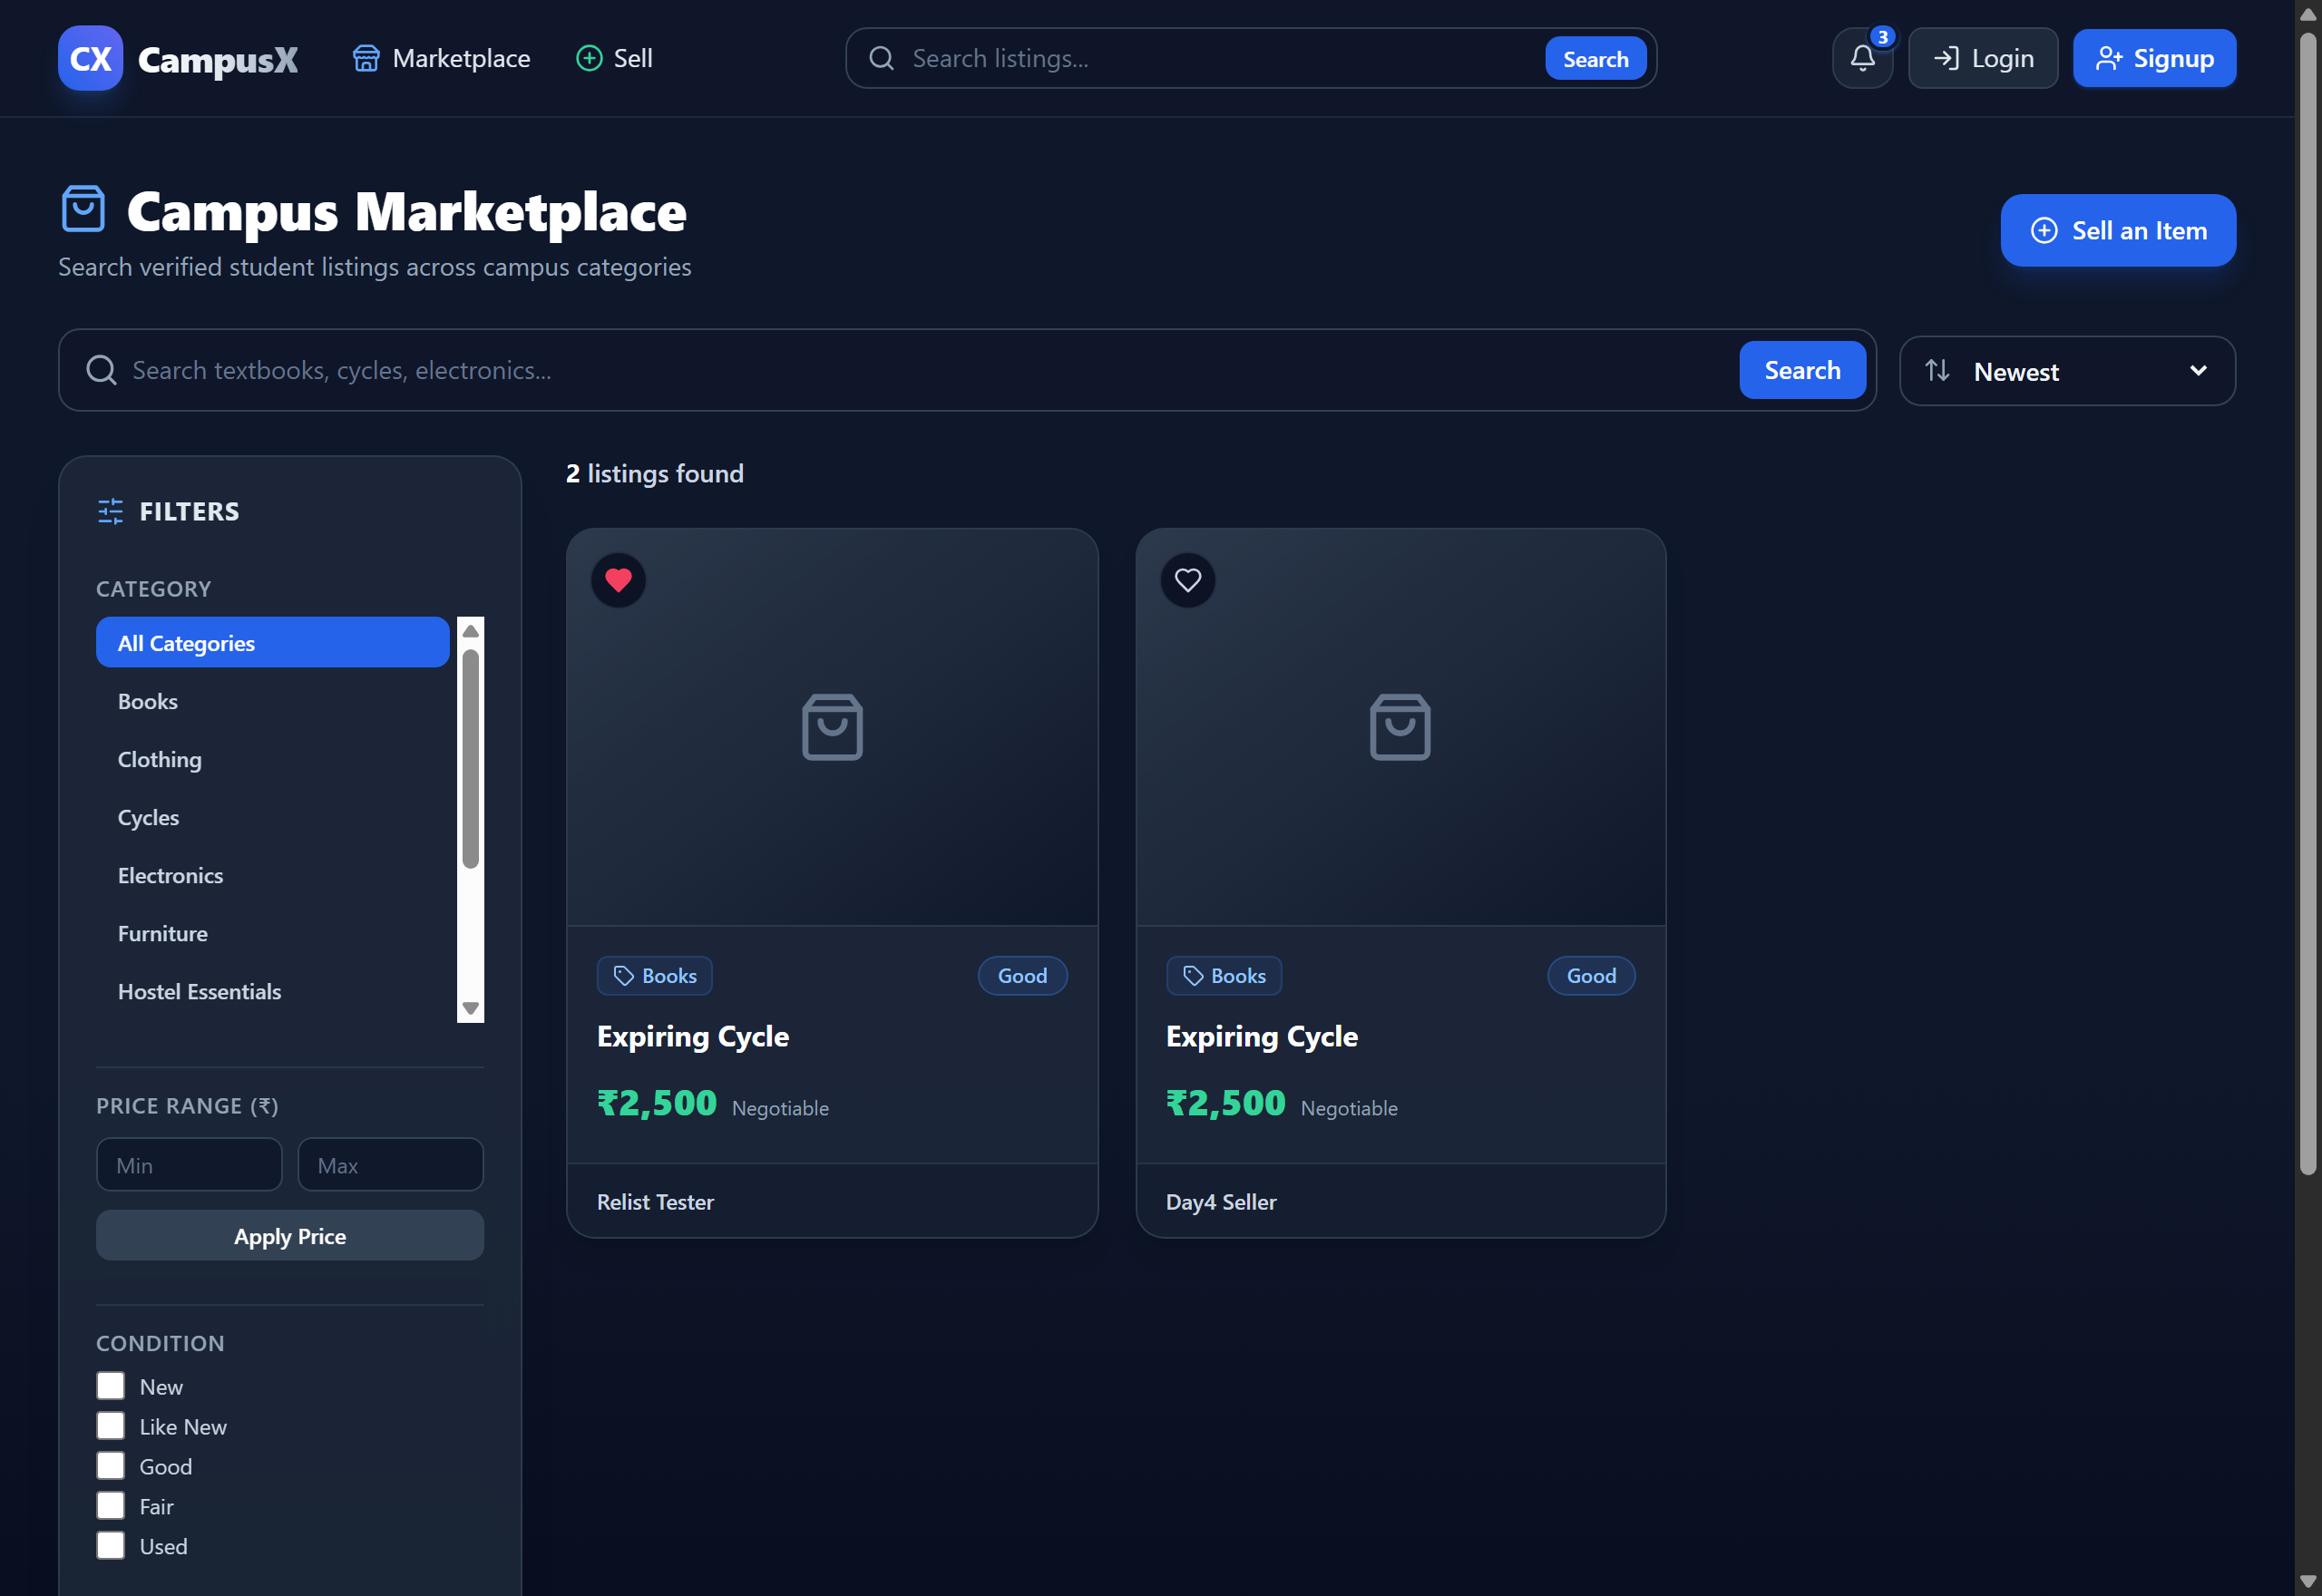 CX CampusX Marketplace Sell Search listings... Search 3 Login Signup
Campus Marketplace
Search verified student listings across campus categories
Sell an Item
Search textbooks, cycles, electronics... Search Newest
FILTERS
CATEGORY
All Categories
Books
Clothing
Cycles
Electronics
Furniture
Hostel Essentials
PRICE RANGE (₹)
Min Max
Apply Price
CONDITION
New
Like New
Good
Fair
Used
2 listings found
Books Good
Expiring Cycle
₹2,500 Negotiable
Relist Tester
Books Good
Expiring Cycle
₹2,500 Negotiable
Day4 Seller